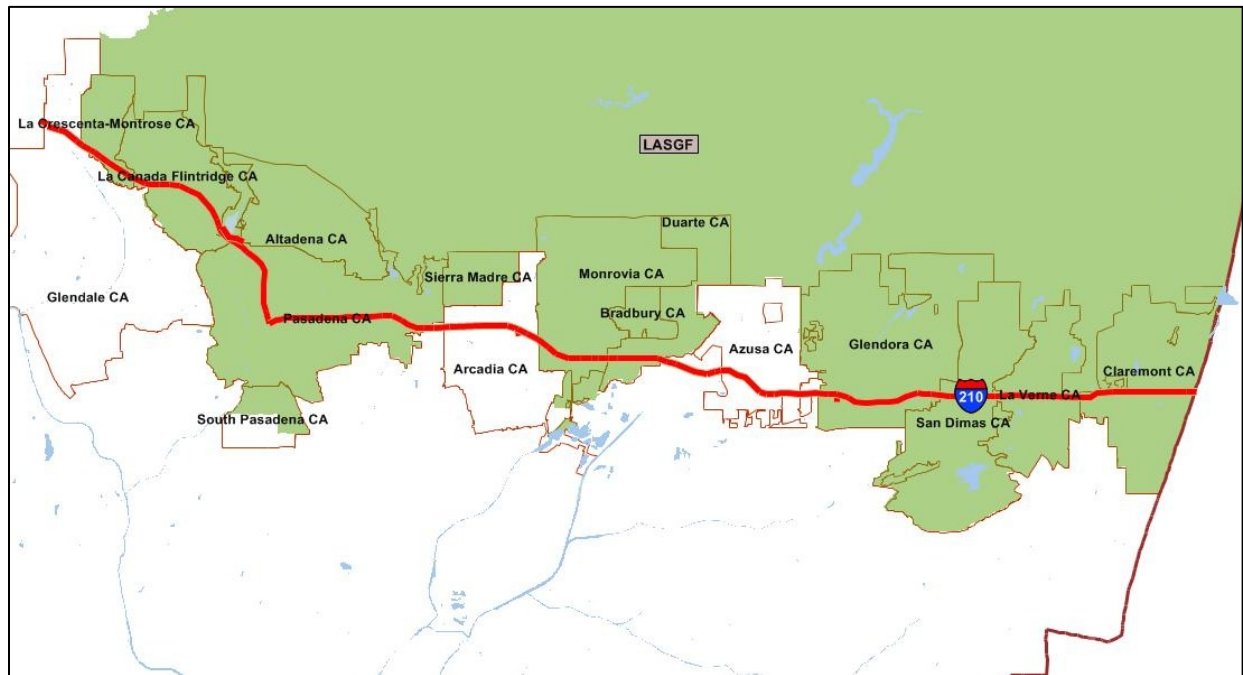 La Crescenta-Montrose CA
LASGF
La Canada Flintridge CA
Duarte CA
Altadena CA
Sierra Madre CA
Monrovia CA
Glendale CA
Bradbury CA
Pasadena CA
Azusa CA
Glendora CA
Arcadia CA
Claremont CA
210
La Verne CA
South Pasadena CA
San Dimas CA